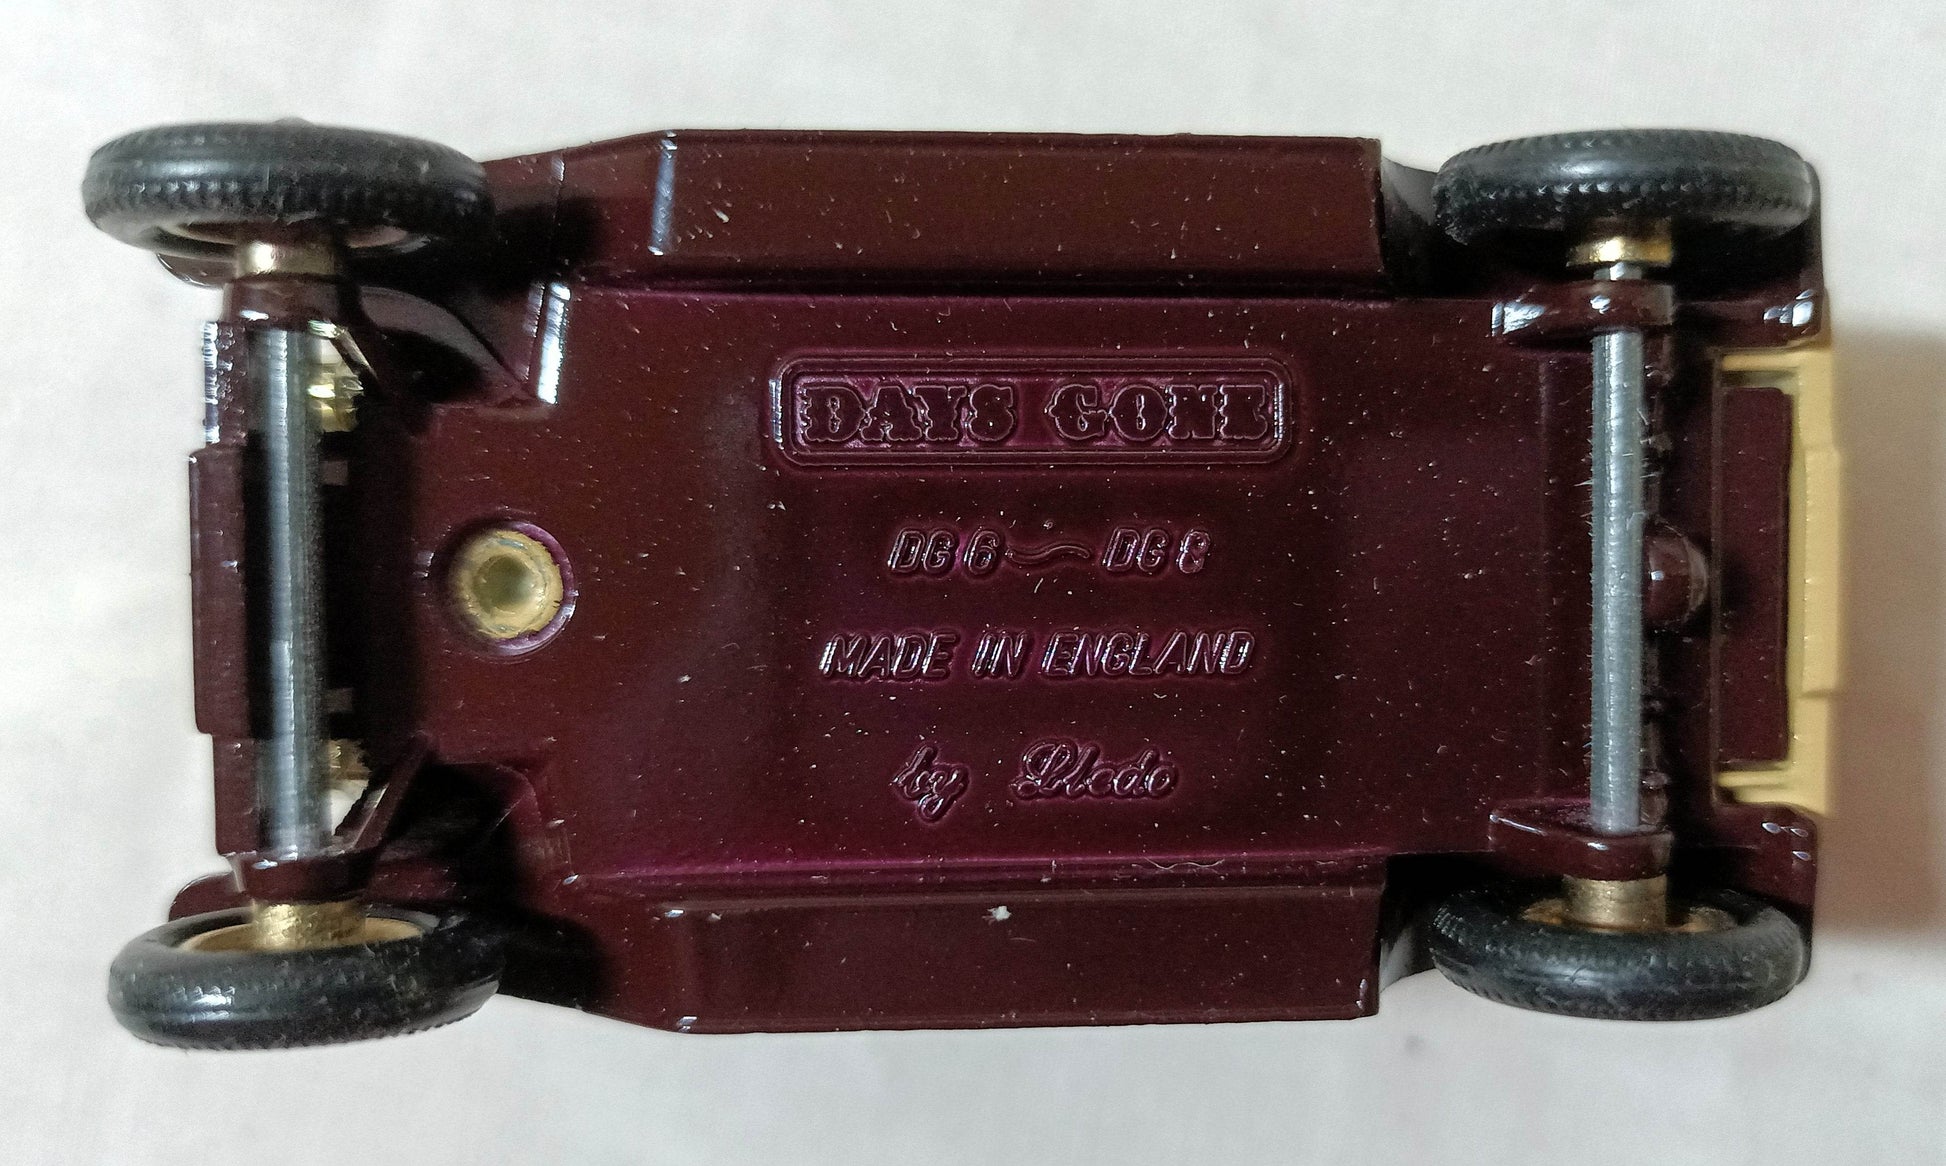 DAYS GONE
DG 6 ~ DG 8
MADE IN ENGLAND
by Lledo